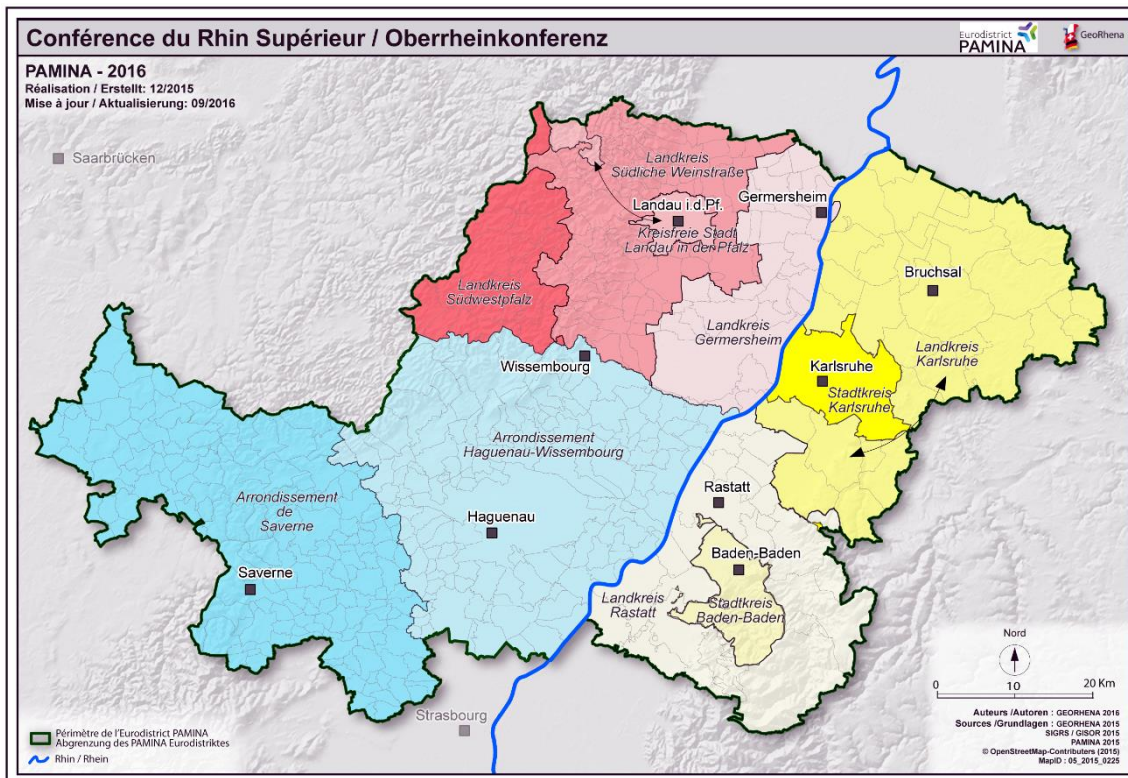 Conférence du Rhin Supérieur / Oberrheinkonferenz
Eurodistrict
PAMINA
GeoRhena
PAMINA - 2016
Réalisation / Erstellt: 12/2015
Mise à jour / Aktualisierung: 09/2016
Saarbrücken
Landkreis
Südliche Weinstraße
Germersheim
Landau i.d.Pf.
Kreisfreie Stadt
Landau in der Pfalz
Bruchsal
Landkreis
Südwestpfalz
Landkreis
Germersheim
Landkreis
Karlsruhe
Wissembourg
Karlsruhe
Stadtkreis
Karlsruhe
Arrondissement
Haguenau-Wissembourg
Arrondissement
de
Saverne
Rastatt
Haguenau
Baden-Baden
Saverne
Landkreis
Rastatt
Stadtkreis
Baden-Baden
Nord
0 10 20 Km
Strasbourg
Périmètre de l'Eurodistrict PAMINA
Abgrenzung des PAMINA Eurodistriktes
Rhin / Rhein
Auteurs /Autoren : GEORHENA 2016
Sources /Grundlagen : GEORHENA 2015
SIGRS / GISOR 2015
PAMINA 2015
© OpenStreetMap-Contributers (2015)
MapID : 05_2015_0225